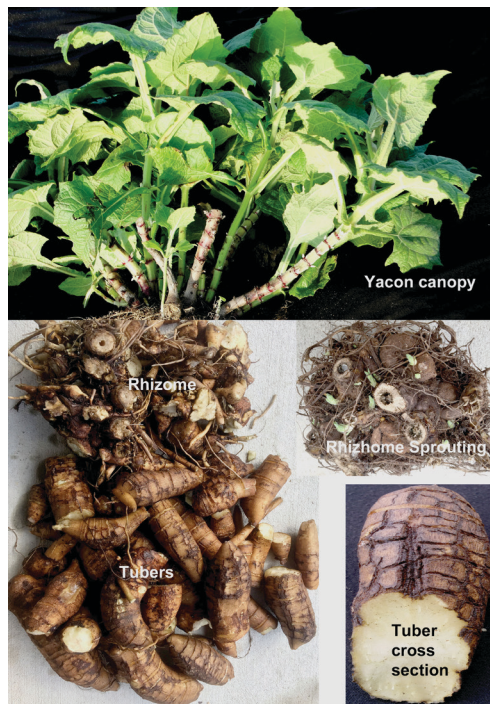 Yacon canopy
Rhizome
Rhizhome Sprouting
Tubers
Tuber
cross
section